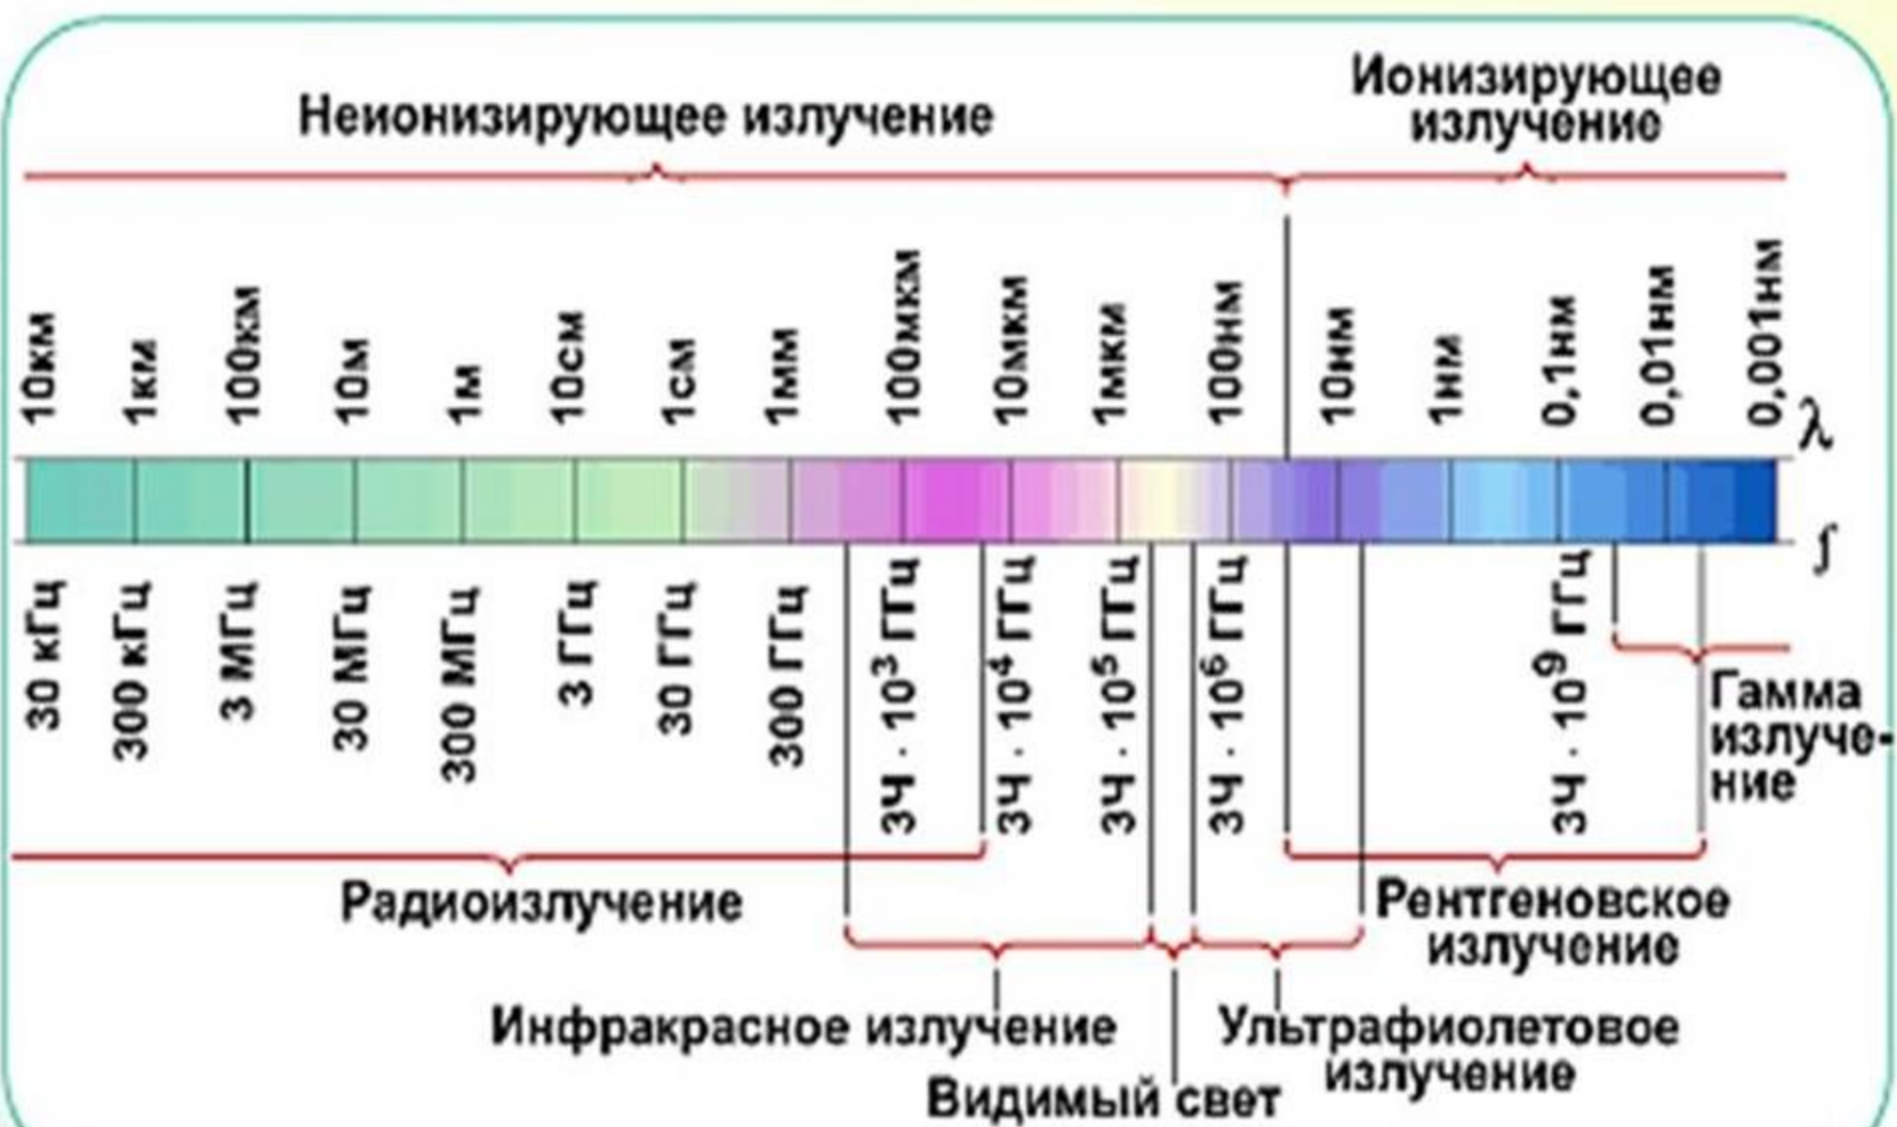 Неионизирующее излучение
Ионизирующее
излучение
10км
1км
100км
10м
1м
10см
1см
1мм
100мкм
10мкм
1мкм
100нм
10нм
1нм
0,1нм
0,01нм
0,001нм
λ
f
30 кГц
300 кГц
3 МГц
30 МГц
300 МГц
3 ГГц
30 ГГц
300 ГГц
3Ч · 10³ ГГц
3Ч · 10⁴ ГГц
3Ч · 10⁵ ГГц
3Ч · 10⁶ ГГц
3Ч · 10⁹ ГГц
Гамма
излуче-
ние
Радиоизлучение
Рентгеновское
излучение
Инфракрасное излучение
Ультрафиолетовое
излучение
Видимый свет